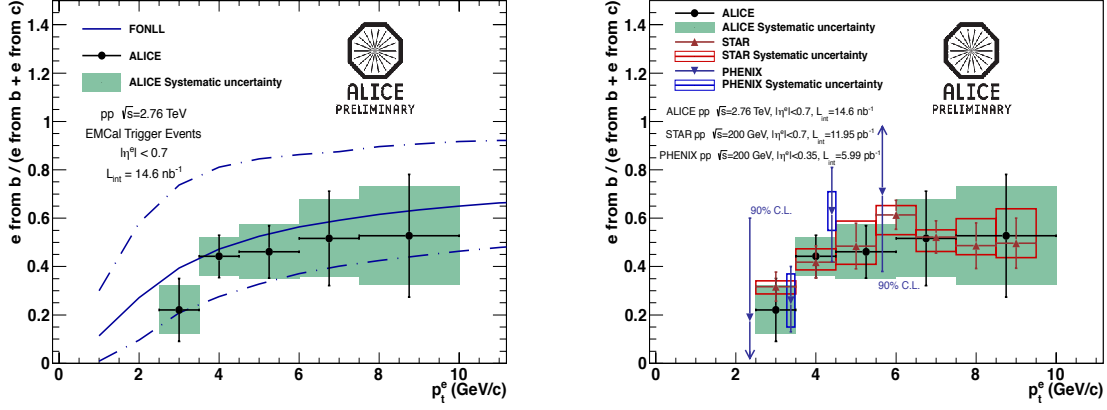 e from b / (e from b + e from c)
1.4
1.2
1
0.8
0.6
0.4
0.2
0
FONLL
ALICE
ALICE Systematic uncertainty
pp √s=2.76 TeV
EMCal Trigger Events
|ηᵉ| < 0.7
L_int = 14.6 nb⁻¹
ALICE
PRELIMINARY
0 2 4 6 8 10
p_t^e (GeV/c)
e from b / (e from b + e from c)
1.4
1.2
1
0.8
0.6
0.4
0.2
0
ALICE
ALICE Systematic uncertainty
STAR
STAR Systematic uncertainty
PHENIX
PHENIX Systematic uncertainty
ALICE
PRELIMINARY
ALICE pp √s=2.76 TeV, |ηᵉ|<0.7, L_int=14.6 nb⁻¹
STAR pp √s=200 GeV, |ηᵉ|<0.7, L_int=11.95 pb⁻¹
PHENIX pp √s=200 GeV, |ηᵉ|<0.35, L_int=5.99 pb⁻¹
90% C.L.
90% C.L.
0 2 4 6 8 10
p_t^e (GeV/c)